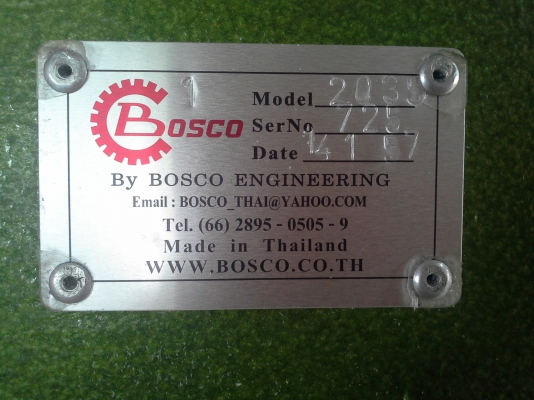 1
BOSCO
Model 2038
SerNo 725
Date 14 1 57
By BOSCO ENGINEERING
Email : BOSCO_THAI@YAHOO.COM
Tel. (66) 2895 - 0505 - 9
Made in Thailand
WWW.BOSCO.CO.TH